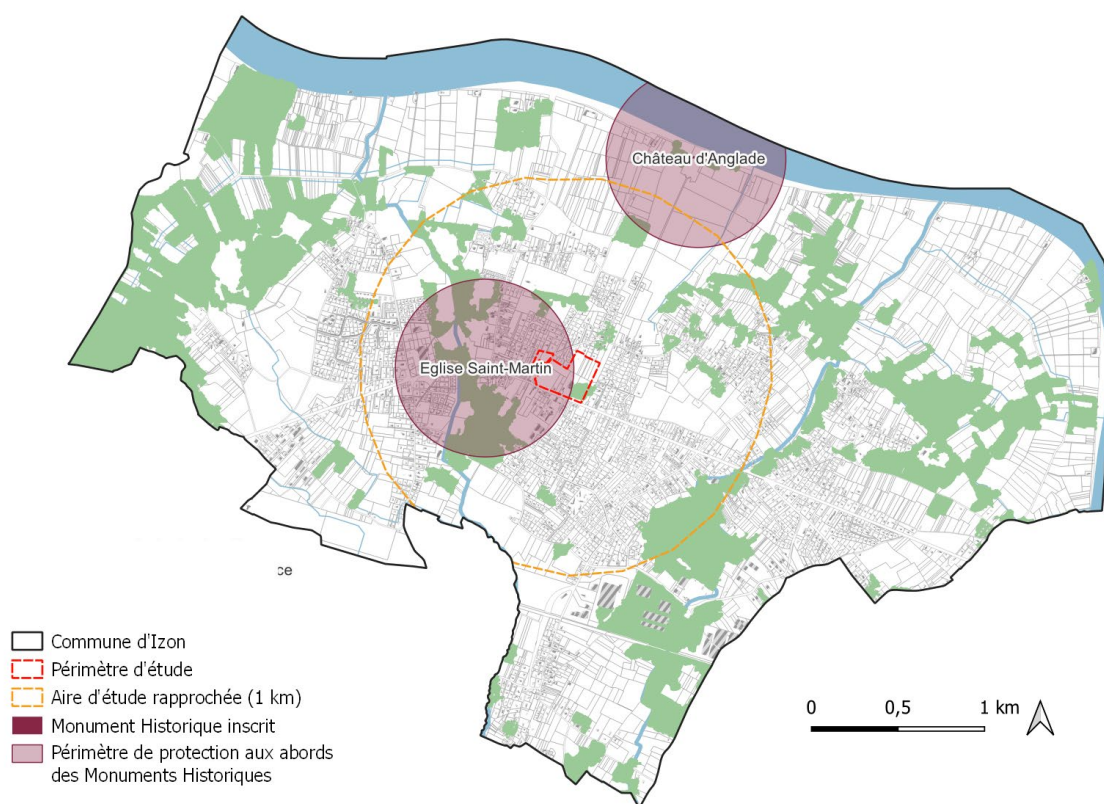 Château d'Anglade
Eglise Saint-Martin
ce
Commune d'Izon
Périmètre d'étude
Aire d'étude rapprochée (1 km)
Monument Historique inscrit
Périmètre de protection aux abords
des Monuments Historiques
0 0,5 1 km